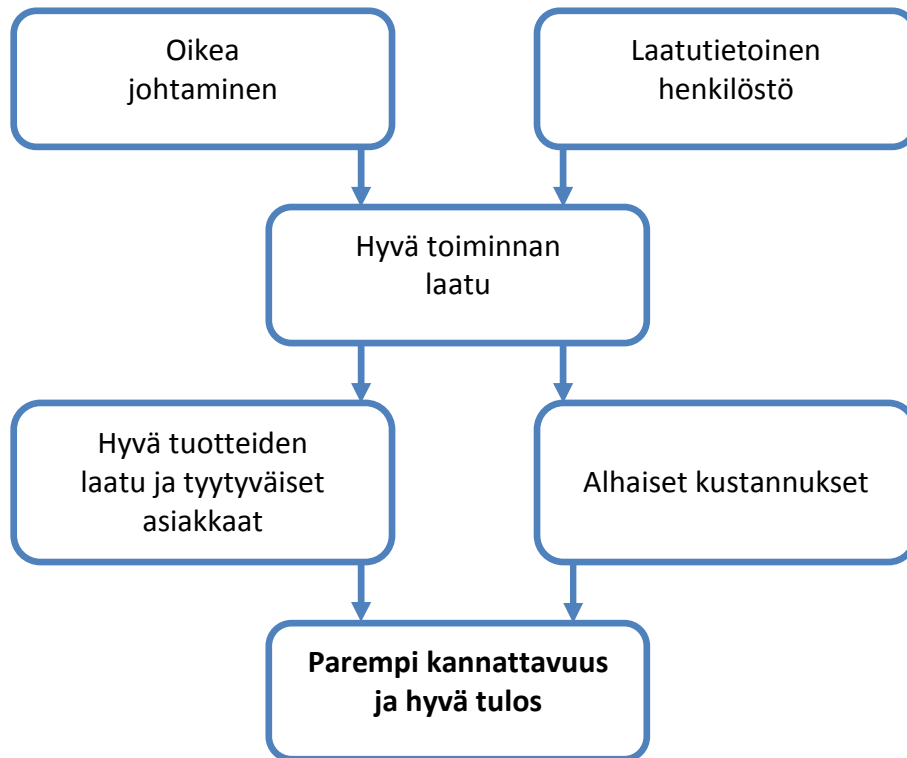 Oikea
johtaminen
Laatutietoinen
henkilöstö
Hyvä toiminnan
laatu
Hyvä tuotteiden
laatu ja tyytyväiset
asiakkaat
Alhaiset kustannukset
Parempi kannattavuus
ja hyvä tulos